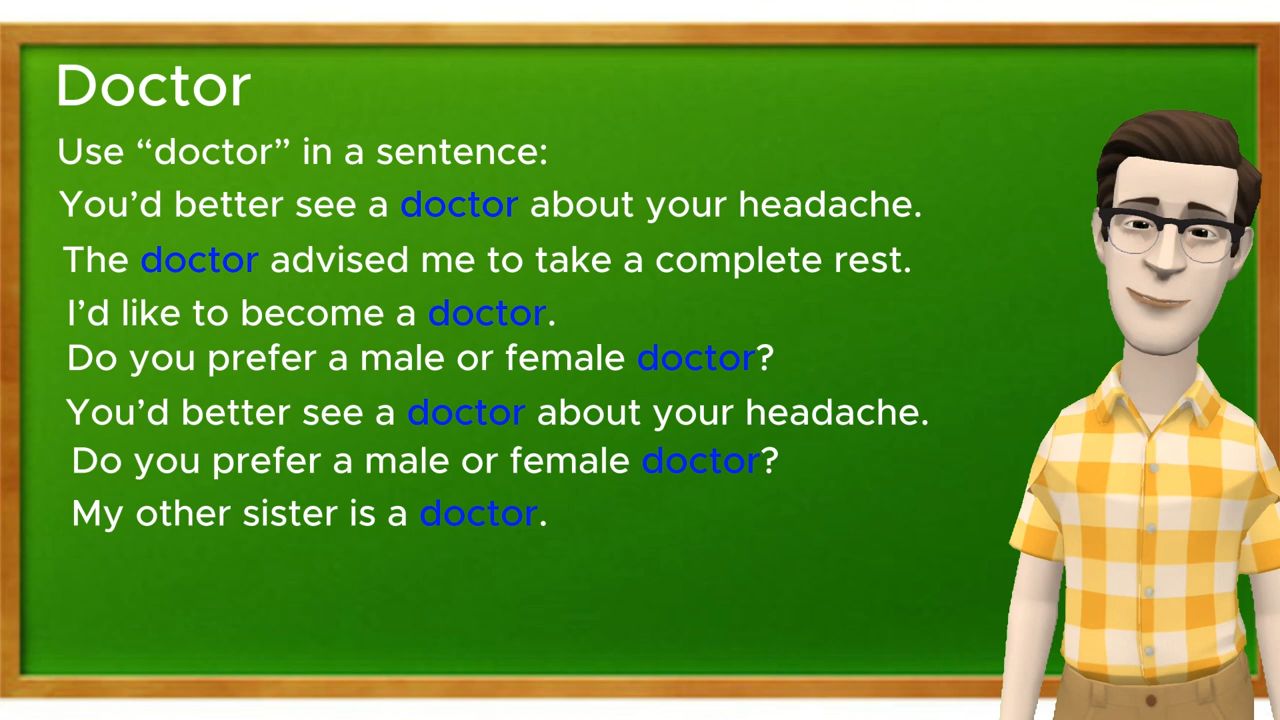 Doctor
Use “doctor” in a sentence:
You’d better see a doctor about your headache.
The doctor advised me to take a complete rest.
I’d like to become a doctor.
Do you prefer a male or female doctor?
You’d better see a doctor about your headache.
Do you prefer a male or female doctor?
My other sister is a doctor.